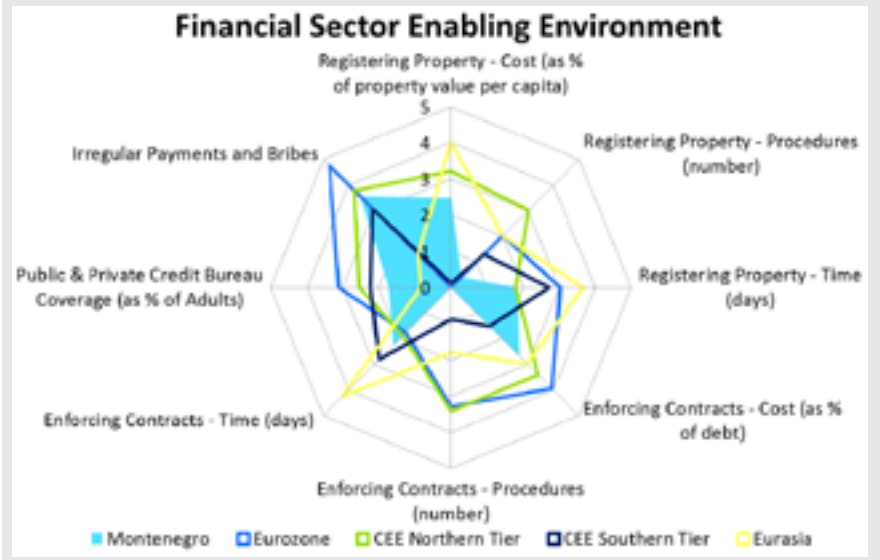 Financial Sector Enabling Environment
Registering Property - Cost (as %
of property value per capita)
5
Irregular Payments and Bribes
4
Registering Property - Procedures
(number)
3
2
1
Public & Private Credit Bureau
Coverage (as % of Adults)
0
Registering Property - Time
(days)
Enforcing Contracts - Time (days)
Enforcing Contracts - Cost (as %
of debt)
Enforcing Contracts - Procedures
(number)
Montenegro
Eurozone
CEE Northern Tier
CEE Southern Tier
Eurasia